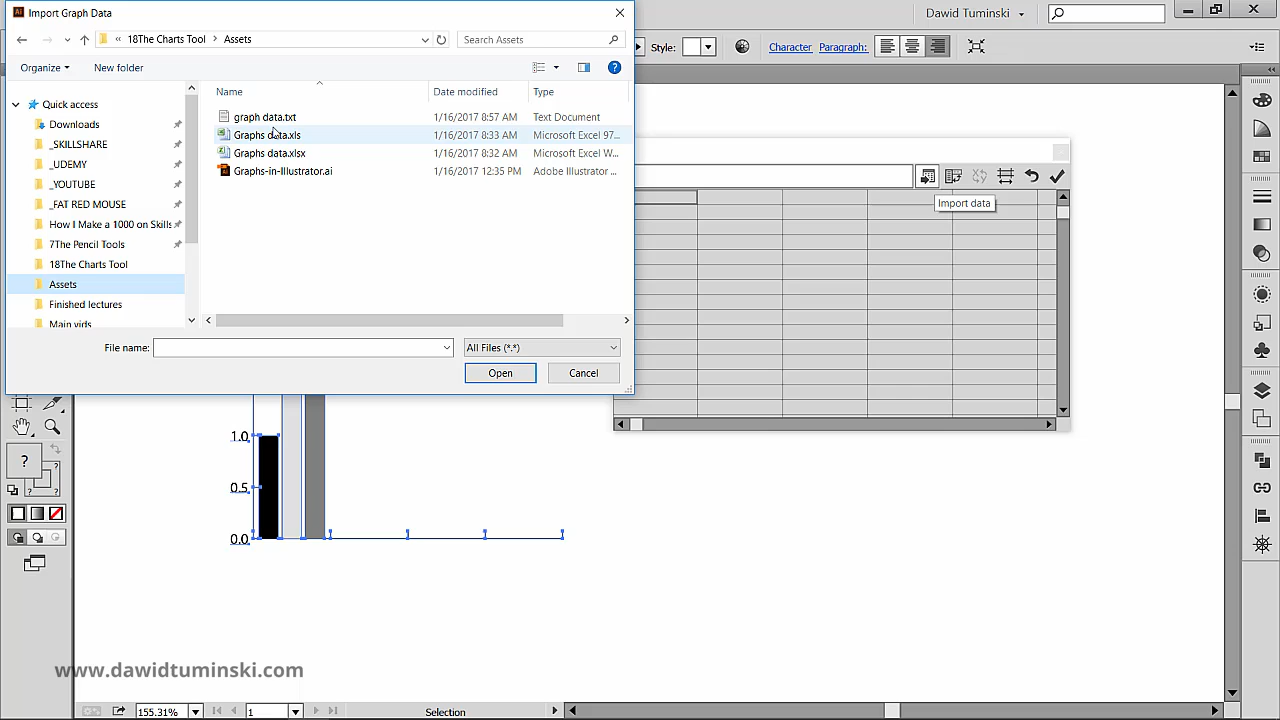 Ai Import Graph Data
Dawid Tuminski
« 18The Charts Tool > Assets
Search Assets
Style:
Character
Paragraph:
Organize
New folder
Name
Date modified
Type
Quick access
Downloads
_SKILLSHARE
_UDEMY
_YOUTUBE
_FAT RED MOUSE
How I Make a 1000 on Skills
7The Pencil Tools
18The Charts Tool
Assets
Finished lectures
Main vids
graph data.txt 1/16/2017 8:57 AM Text Document
Graphs data.xls 1/16/2017 8:33 AM Microsoft Excel 97...
Graphs data.xlsx 1/16/2017 8:32 AM Microsoft Excel W...
Graphs-in-Illustrator.ai 1/16/2017 12:35 PM Adobe Illustrator ...
Import data
File name:
All Files (*.*)
Open
Cancel
1.0
0.5
0.0
?
?
?
www.dawidtuminski.com
155.31%
1
Selection